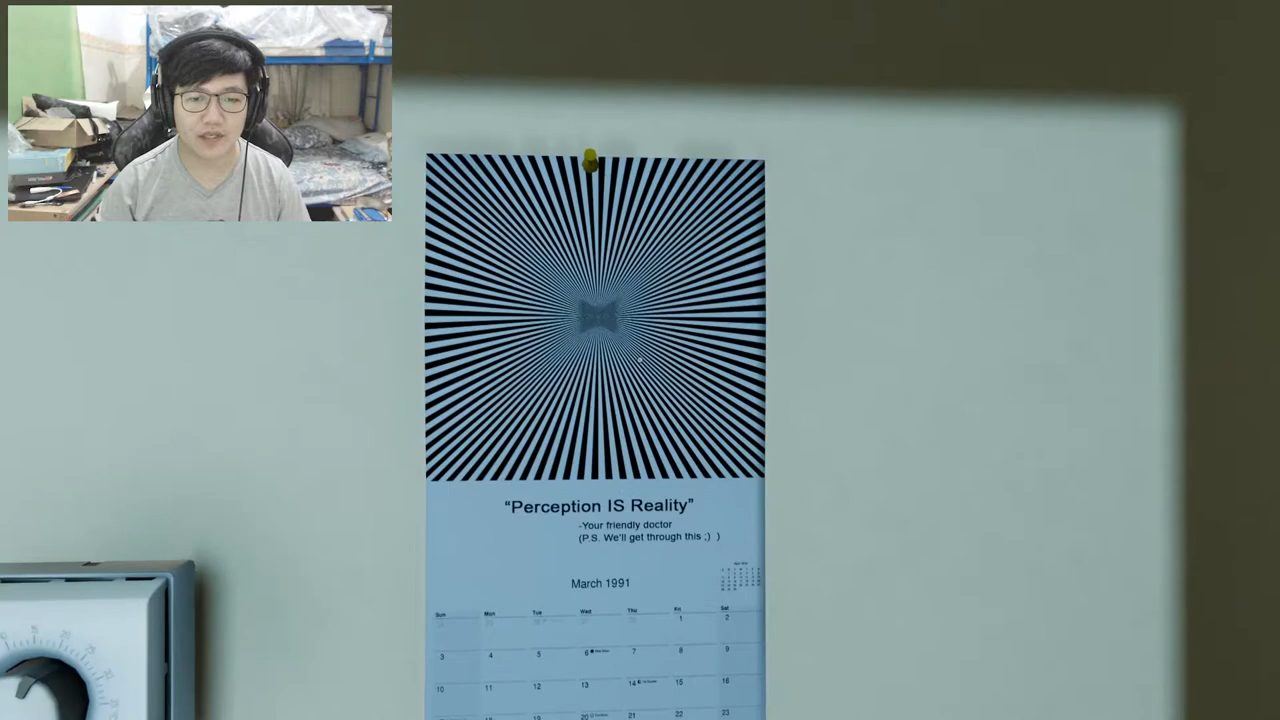 “Perception IS Reality”
-Your friendly doctor
(P.S. We'll get through this ;) )
March 1991
Sun Mon Tue Wed Thu Fri Sat
1 2
3 4 5 6 7 8 9
10 11 12 13 14 15 16
18 19 20 21 22 23